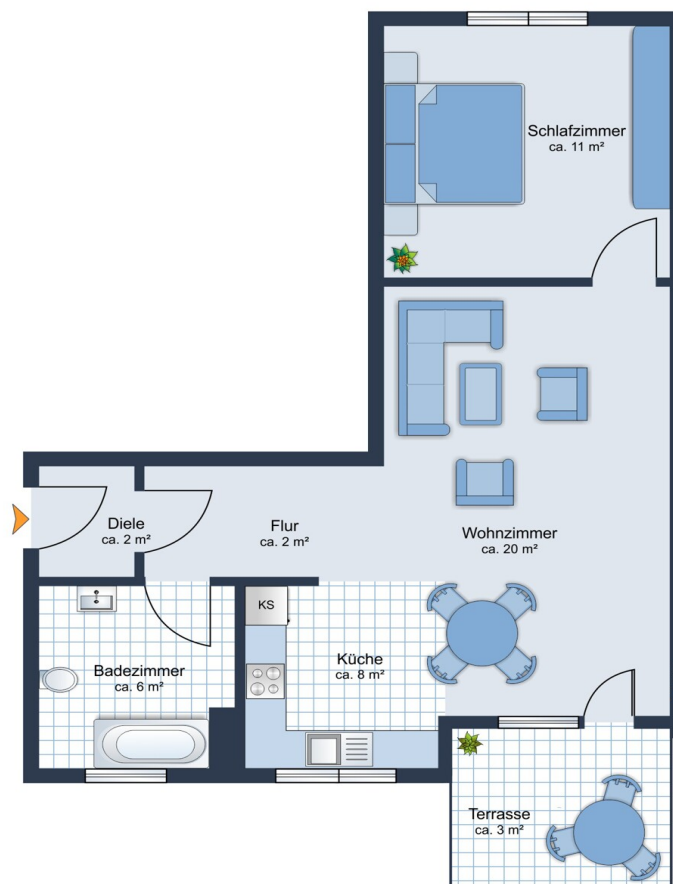 Schlafzimmer
ca. 11 m²
Diele
ca. 2 m²
Flur
ca. 2 m²
Wohnzimmer
ca. 20 m²
KS
Küche
ca. 8 m²
Badezimmer
ca. 6 m²
Terrasse
ca. 3 m²